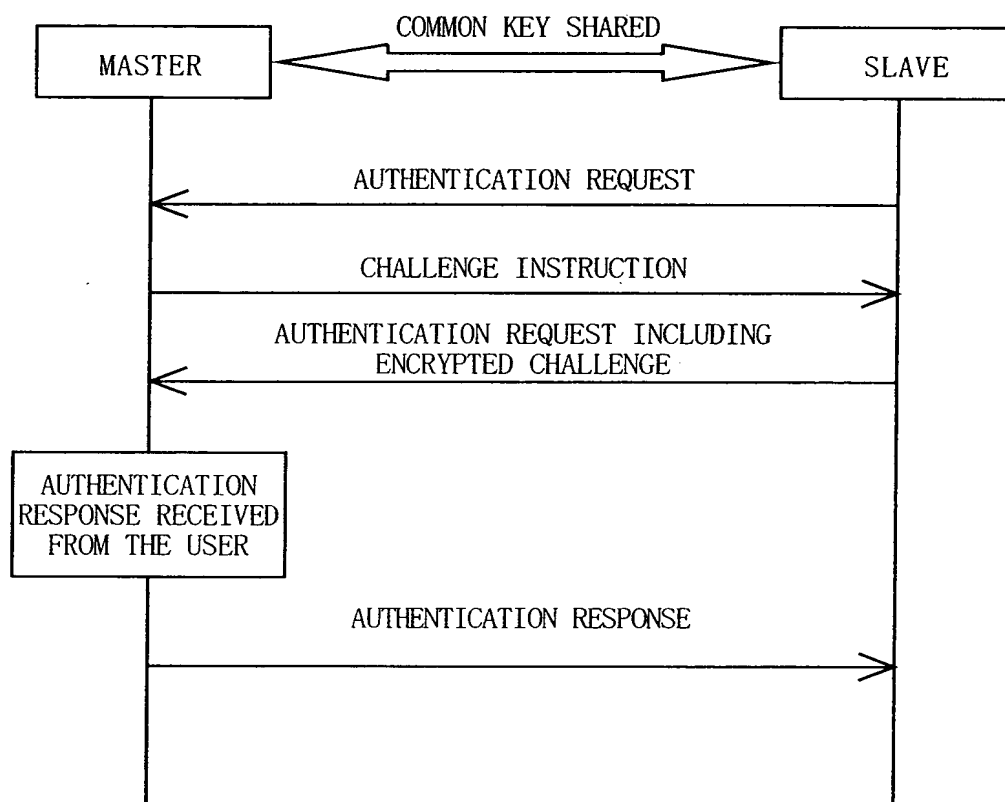 COMMON KEY SHARED
MASTER
SLAVE
AUTHENTICATION REQUEST
CHALLENGE INSTRUCTION
AUTHENTICATION REQUEST INCLUDING
ENCRYPTED CHALLENGE
AUTHENTICATION
RESPONSE RECEIVED
FROM THE USER
AUTHENTICATION RESPONSE